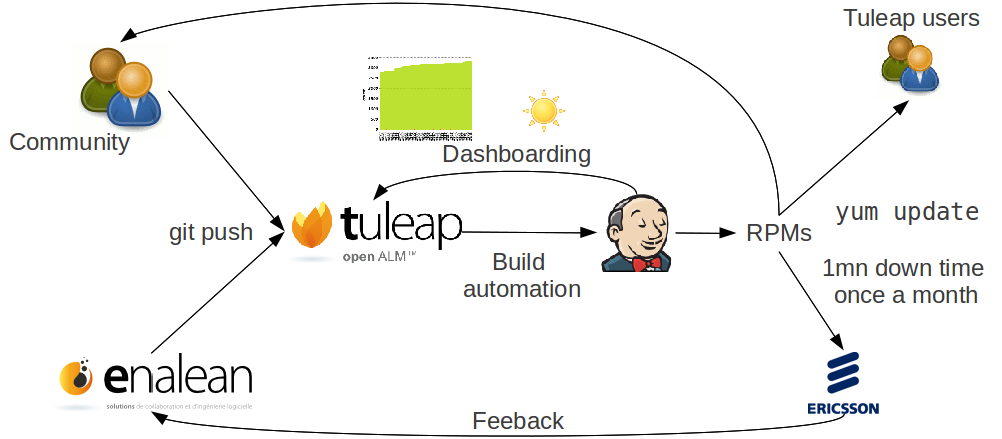 Tuleap users
Community
Dashboarding
git push
tuleap
open ALM™
Build
automation
RPMs
yum update
1mn down time
once a month
enalean
solutions de collaboration et d'ingénierie logicielle
ERICSSON
Feeback